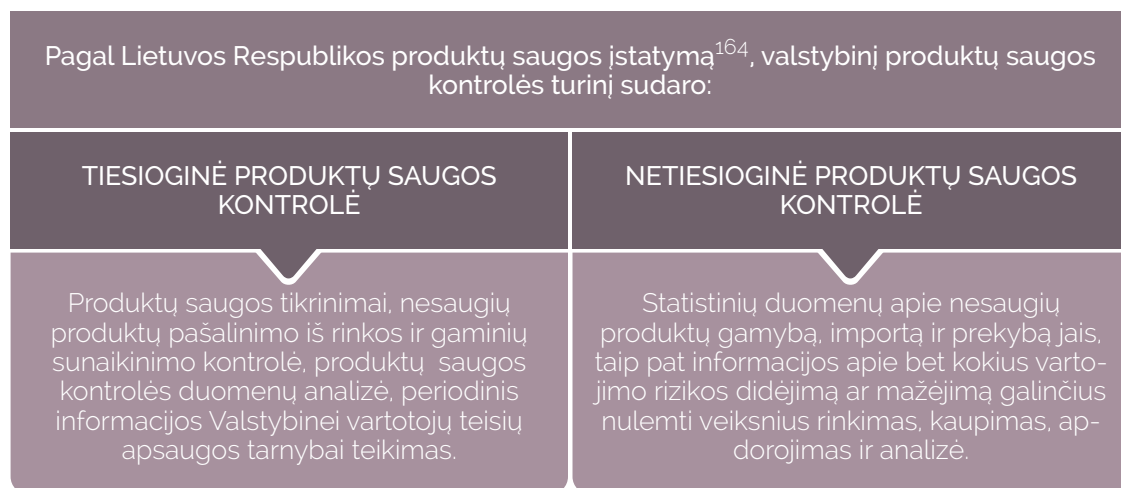 Pagal Lietuvos Respublikos produktų saugos įstatymą164, valstybinį produktų saugos
kontrolės turinį sudaro:
TIESIOGINĖ PRODUKTŲ SAUGOS
KONTROLĖ
Produktų saugos tikrinimai, nesaugių
produktų pašalinimo iš rinkos ir gaminių
sunaikinimo kontrolė, produktų saugos
kontrolės duomenų analizė, periodinis
informacijos Valstybinei vartotojų teisių
apsaugos tarnybai teikimas.
NETIESIOGINĖ PRODUKTŲ SAUGOS
KONTROLĖ
Statistinių duomenų apie nesaugių
produktų gamybą, importą ir prekybą jais,
taip pat informacijos apie bet kokius varto-
jimo rizikos didėjimą ar mažėjimą galinčius
nulemti veiksnius rinkimas, kaupimas, ap-
dorojimas ir analizė.